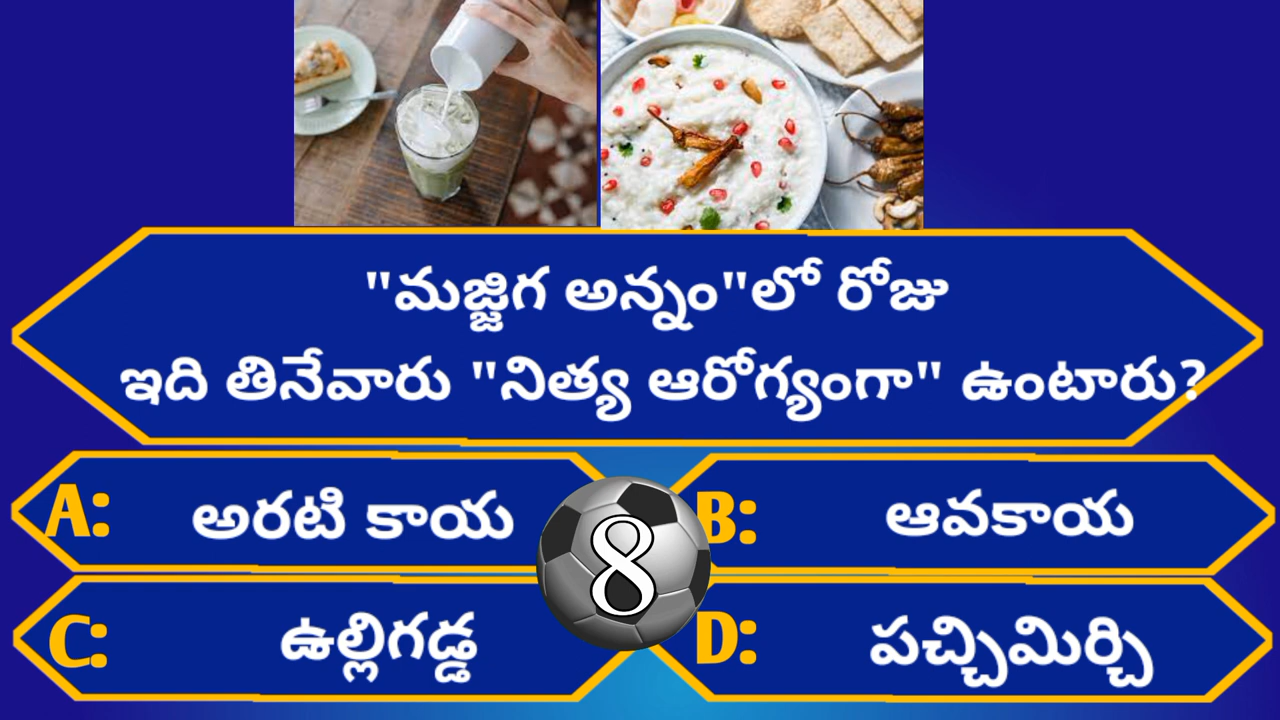 "మజ్జిగ అన్నం"లో రోజు
ఇది తినేవారు "నిత్య ఆరోగ్యంగా" ఉంటారు?
A: అరటి కాయ
B: ఆవకాయ
8
C: ఉల్లిగడ్డ
D: పచ్చిమిర్చి